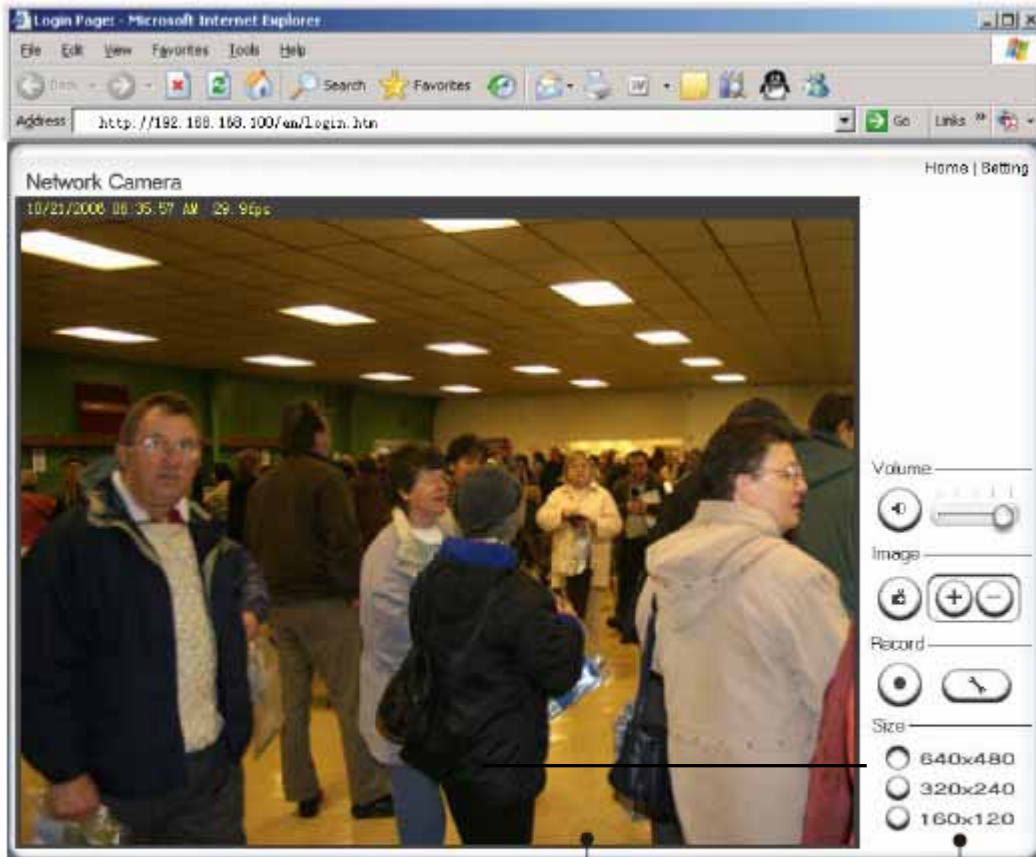 Login Page: - Microsoft Internet Explorer
File Edit View Favorites Tools Help
Search Favorites
Address http://192.168.168.100/en/login.htm Go Links »
Home | Setting
Network Camera
10/21/2006 08:35:57 AM 29.9fps
Volume
Image
Record
Size
640x480
320x240
160x120